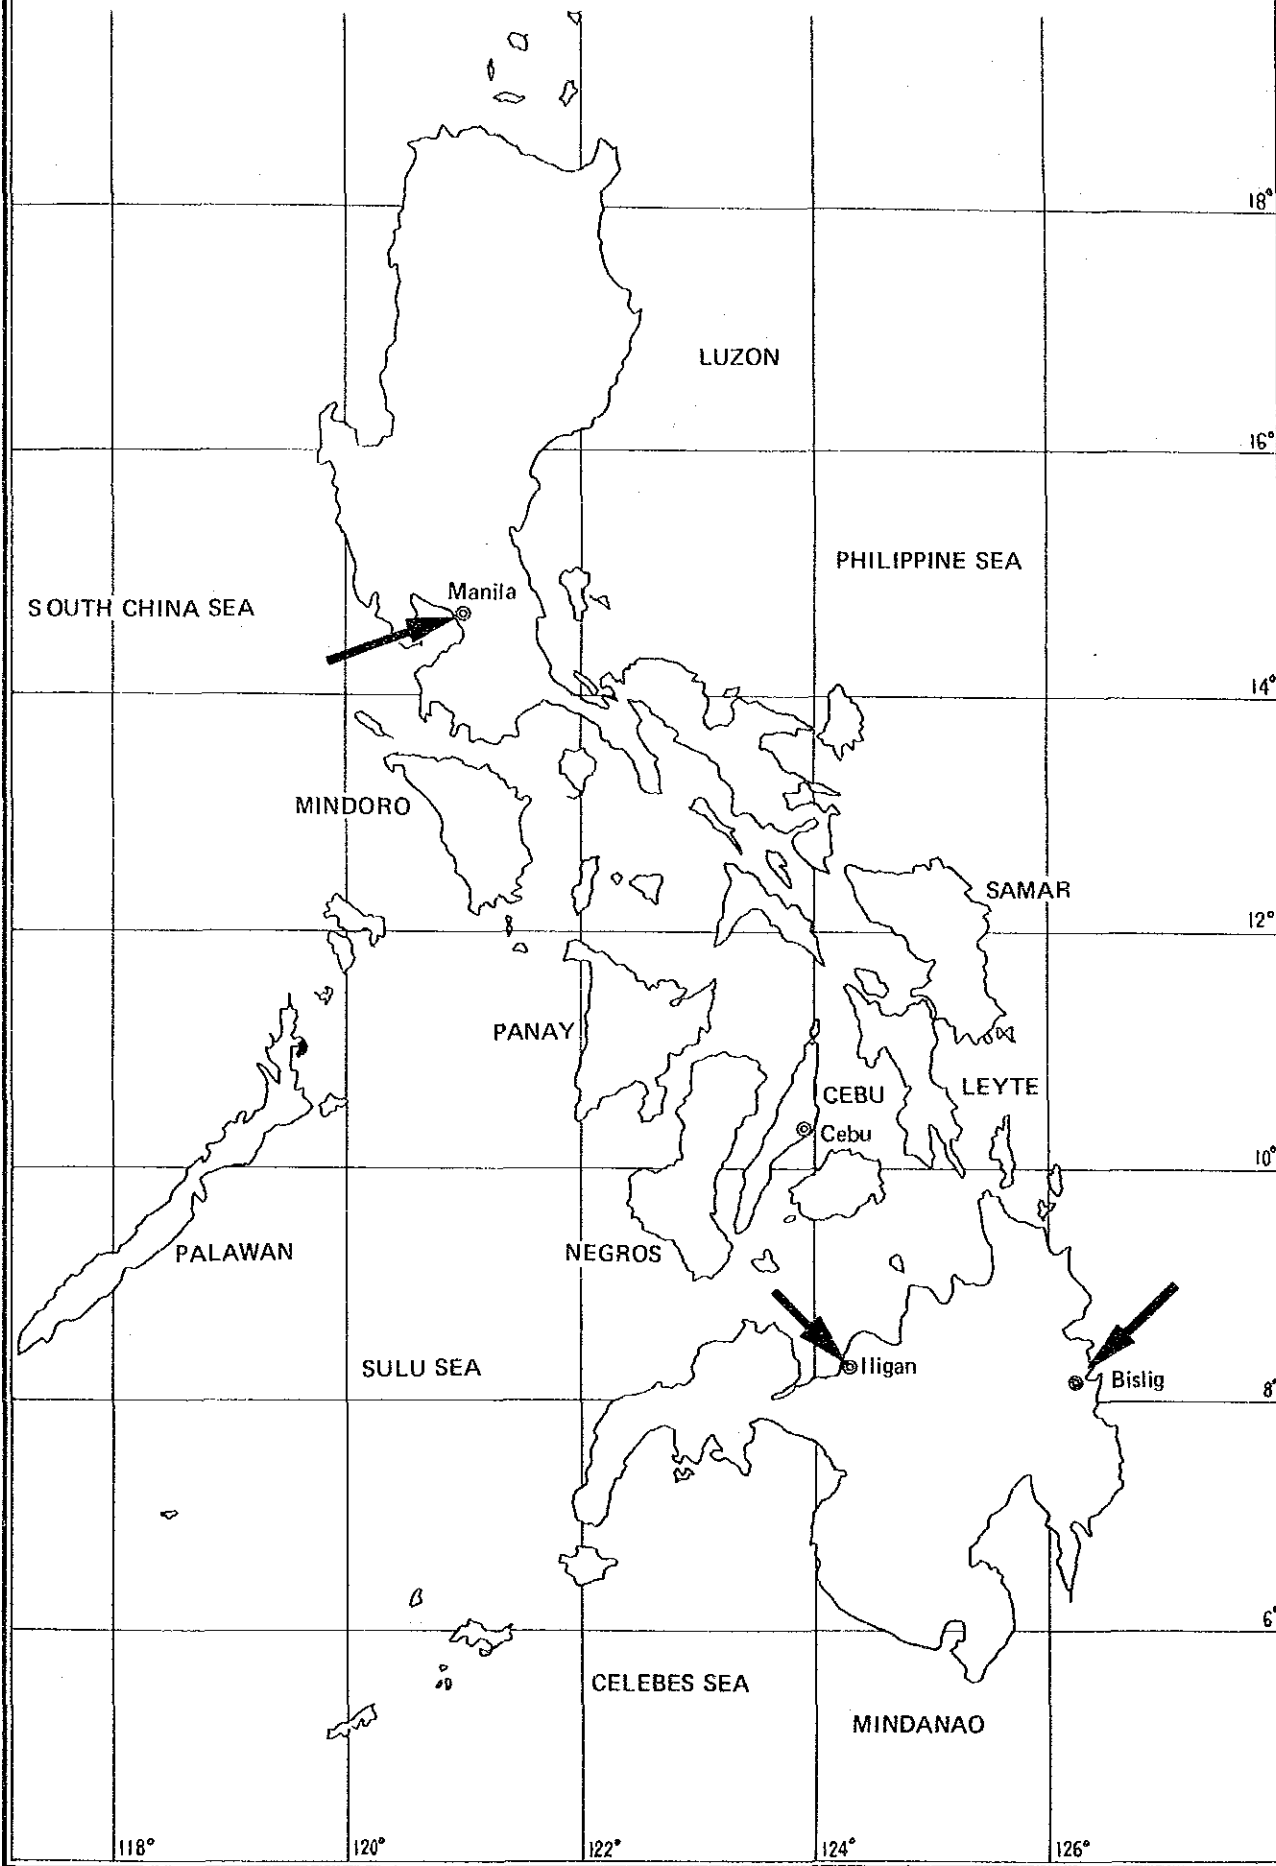 18°
LUZON
16°
PHILIPPINE SEA
Manila
SOUTH CHINA SEA
14°
MINDORO
SAMAR
12°
PANAY
CEBU
LEYTE
Cebu
10°
PALAWAN
NEGROS
SULU SEA
Iligan
Bislig
8°
6°
CELEBES SEA
MINDANAO
118°
120°
122°
124°
126°